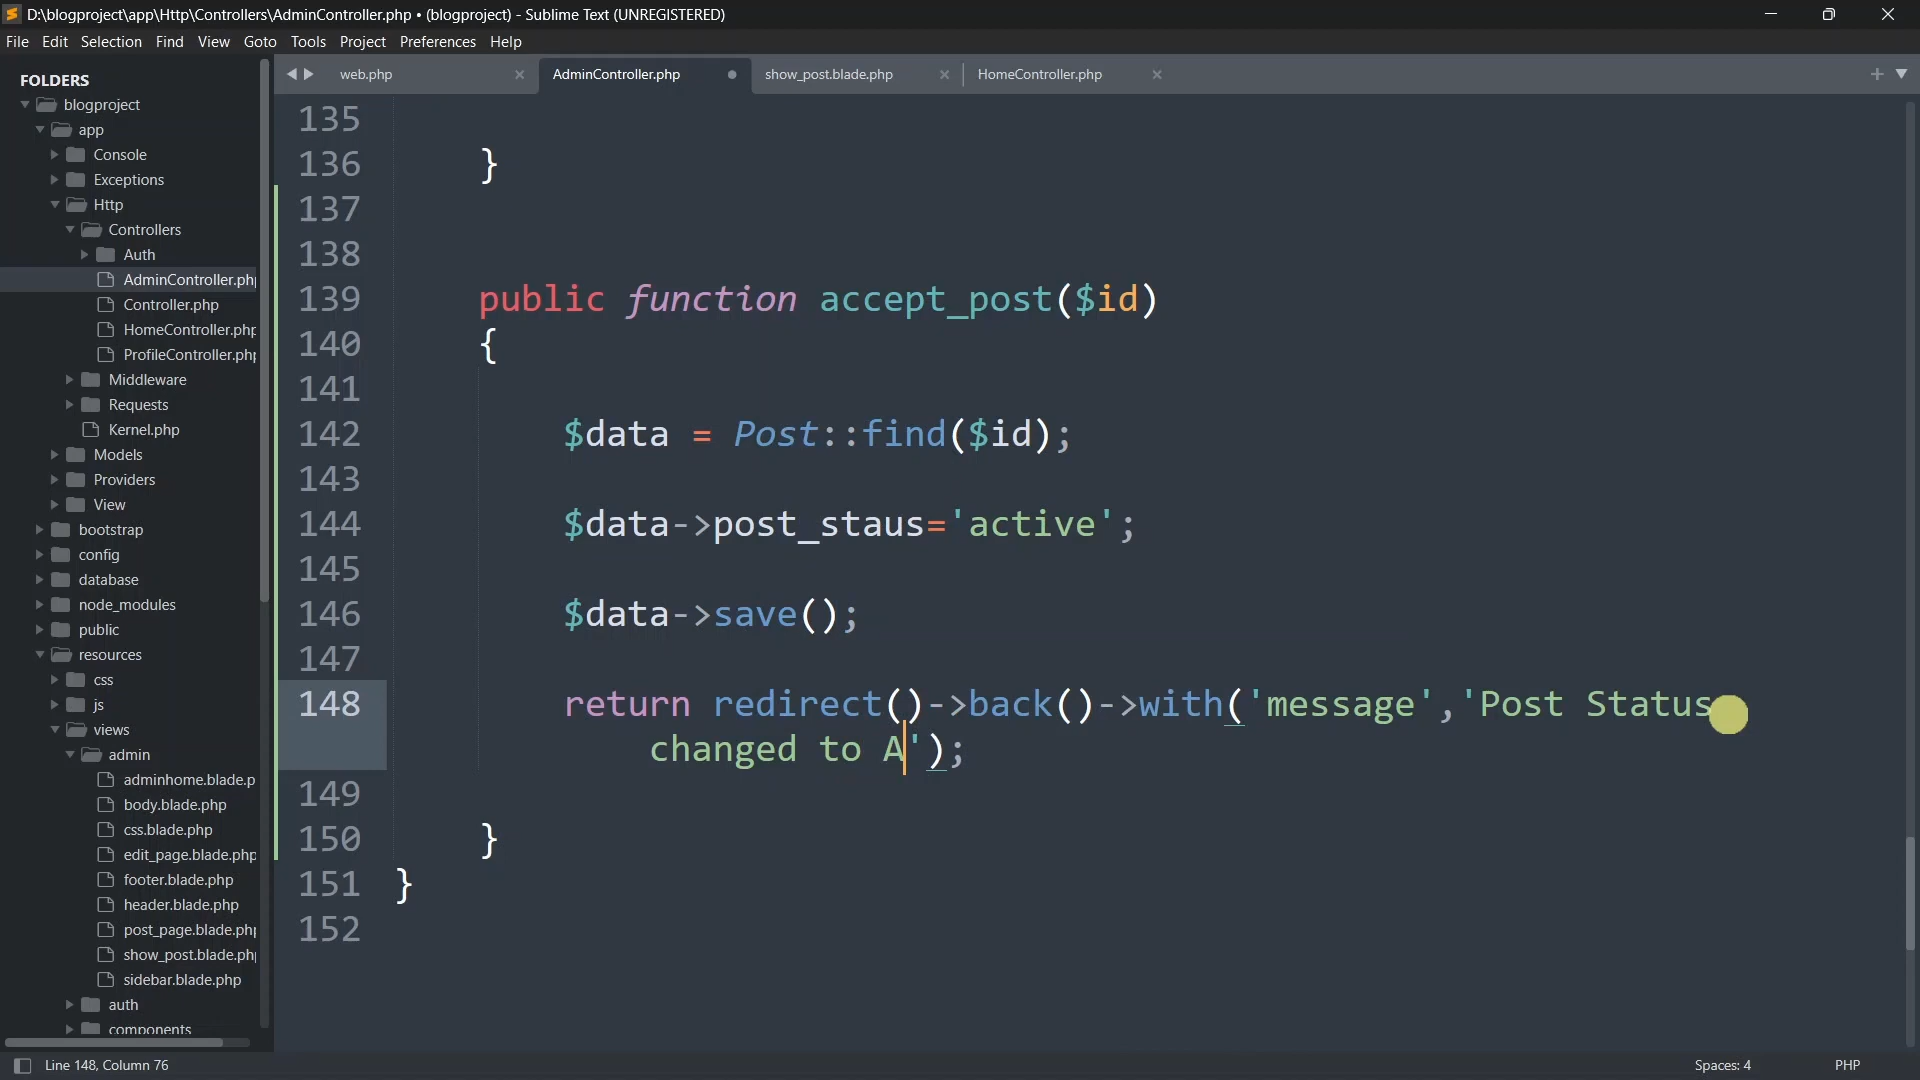 D:\blogproject\app\Http\Controllers\AdminController.php • (blogproject) - Sublime Text (UNREGISTERED)
File Edit Selection Find View Goto Tools Project Preferences Help
FOLDERS
blogproject
app
Console
Exceptions
Http
Controllers
Auth
AdminController.php
Controller.php
HomeController.php
ProfileController.php
Middleware
Requests
Kernel.php
Models
Providers
View
bootstrap
config
database
node_modules
public
resources
css
js
views
admin
adminhome.blade.p
body.blade.php
css.blade.php
edit_page.blade.php
footer.blade.php
header.blade.php
post_page.blade.php
show_post.blade.php
sidebar.blade.php
auth
components
web.php
AdminController.php
show_post.blade.php
HomeController.php
135
136 }
137
138
139 public function accept_post($id)
140 {
141
142 $data = Post::find($id);
143
144 $data->post_staus='active';
145
146 $data->save();
147
148 return redirect()->back()->with('message','Post Status
changed to A');
149
150 }
151 }
152
Line 148, Column 76
Spaces: 4
PHP